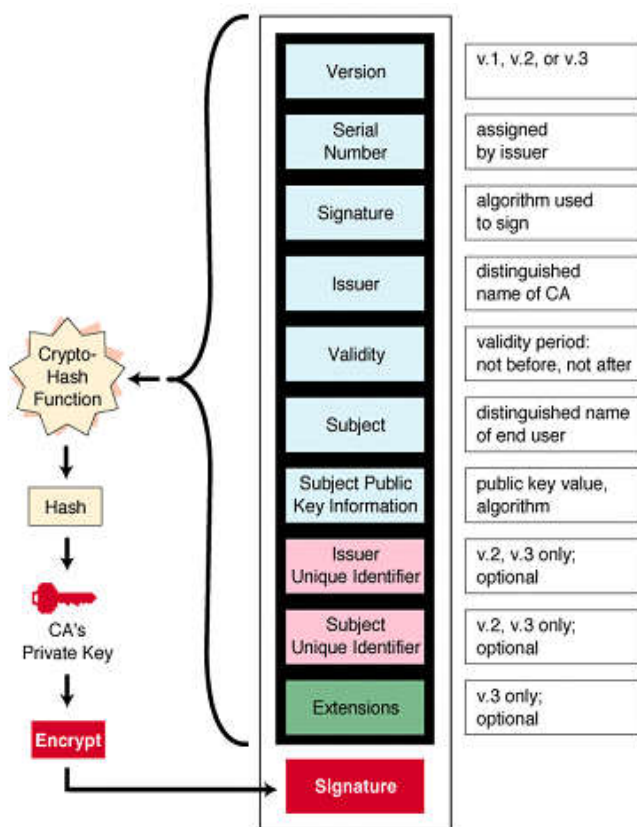 Version
v.1, v.2, or v.3
Serial
Number
assigned
by issuer
Signature
algorithm used
to sign
Issuer
distinguished
name of CA
Validity
validity period:
not before, not after
Subject
distinguished name
of end user
Subject Public
Key Information
public key value,
algorithm
Issuer
Unique Identifier
v.2, v.3 only;
optional
Subject
Unique Identifier
v.2, v.3 only;
optional
Extensions
v.3 only;
optional
Signature
Crypto-
Hash
Function
Hash
CA's
Private Key
Encrypt